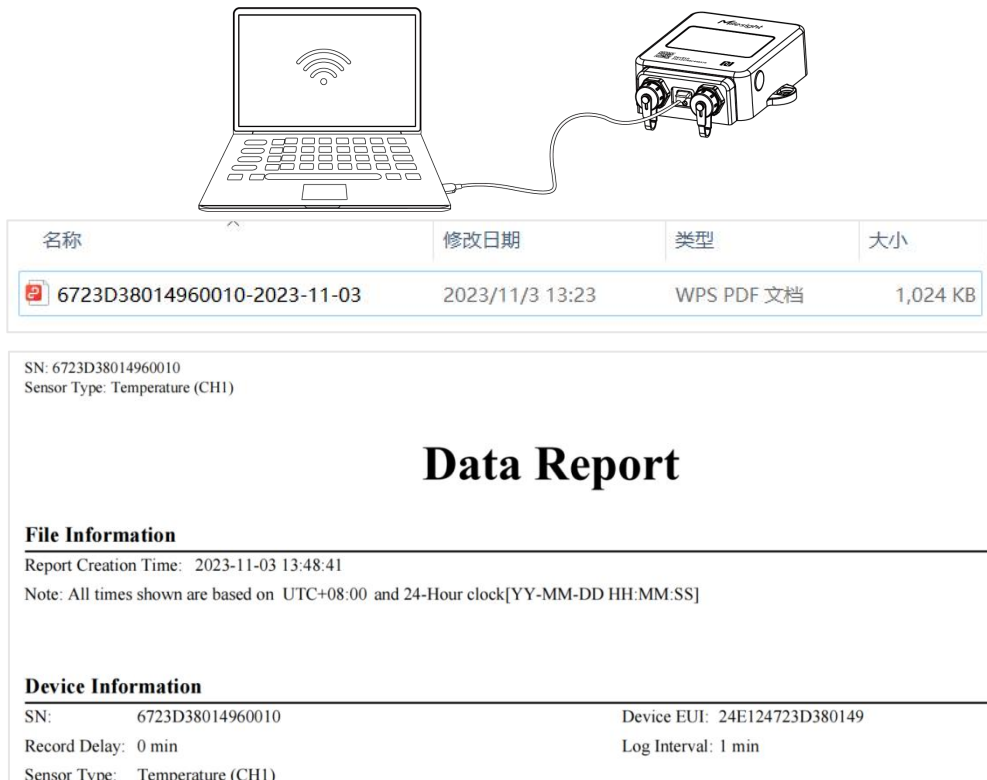 Milesight
名称 修改日期 类型 大小
6723D38014960010-2023-11-03 2023/11/3 13:23 WPS PDF 文档 1,024 KB
SN: 6723D38014960010
Sensor Type: Temperature (CH1)
Data Report
File Information
Report Creation Time: 2023-11-03 13:48:41
Note: All times shown are based on UTC+08:00 and 24-Hour clock[YY-MM-DD HH:MM:SS]
Device Information
SN: 6723D38014960010 Device EUI: 24E124723D380149
Record Delay: 0 min Log Interval: 1 min
Sensor Type: Temperature (CH1)